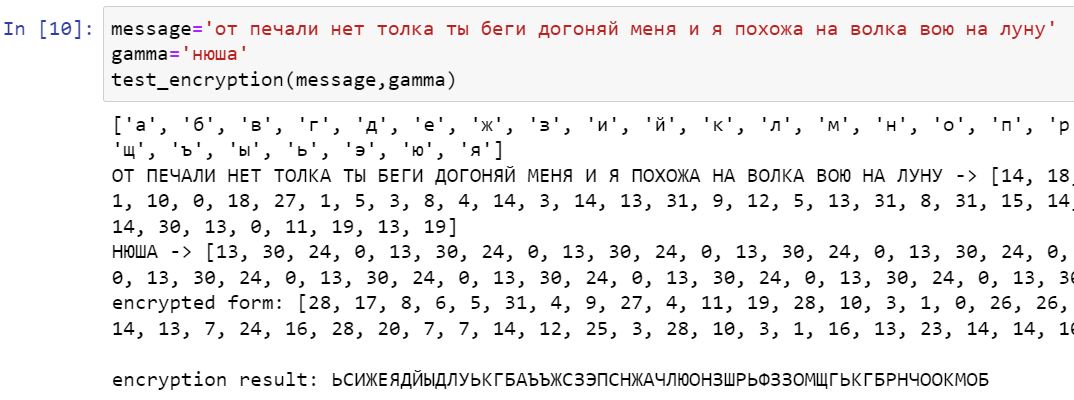 In [10]: message='от печали нет толка ты беги догоняй меня и я похожа на волка вою на луну'
gamma='нюша'
test_encryption(message,gamma)
['а', 'б', 'в', 'г', 'д', 'е', 'ж', 'з', 'и', 'й', 'к', 'л', 'м', 'н', 'о', 'п', 'р
'щ', 'ъ', 'ы', 'ь', 'э', 'ю', 'я']
ОТ ПЕЧАЛИ НЕТ ТОЛКА ТЫ БЕГИ ДОГОНЯЙ МЕНЯ И Я ПОХОЖА НА ВОЛКА ВОЮ НА ЛУНУ -> [14, 18,
1, 10, 0, 18, 27, 1, 5, 3, 8, 4, 14, 3, 14, 13, 31, 9, 12, 5, 13, 31, 8, 31, 15, 14,
14, 30, 13, 0, 11, 19, 13, 19]
НЮША -> [13, 30, 24, 0, 13, 30, 24, 0, 13, 30, 24, 0, 13, 30, 24, 0, 13, 30, 24, 0,
0, 13, 30, 24, 0, 13, 30, 24, 0, 13, 30, 24, 0, 13, 30, 24, 0, 13, 30, 24, 0, 13, 30
encrypted form: [28, 17, 8, 6, 5, 31, 4, 9, 27, 4, 11, 19, 28, 10, 3, 1, 0, 26, 26,
14, 13, 7, 24, 16, 28, 20, 7, 7, 14, 12, 25, 3, 28, 10, 3, 1, 16, 13, 23, 14, 14, 10
encryption result: ЬСИЖЕЯДЙЫДЛУЬКГБАЪЪЖСЗЭПСНЖАЧЛЮОНЗШРЬФЗЗОМЩГЬКГБРНЧООКМОБ